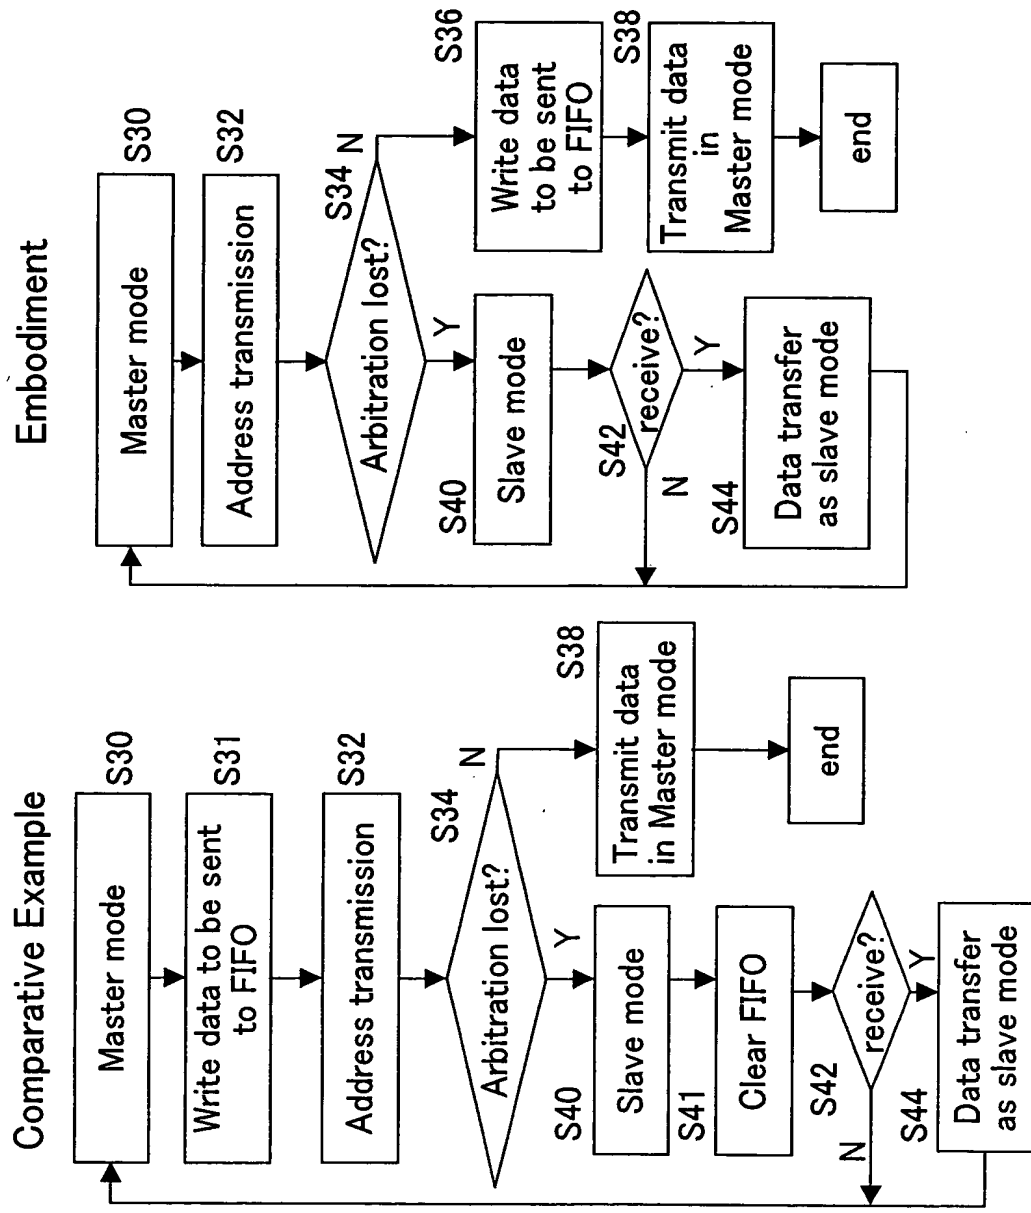 Comparative Example
Master mode
S30
Write data to be sent
to FIFO
S31
Address transmission
S32
Arbitration lost?
S34
N
Y
Transmit data
in Master mode
S38
end
S40
Slave mode
S41
Clear FIFO
S42
receive?
N
Y
S44
Data transfer
as slave mode
Embodiment
Master mode
S30
Address transmission
S32
Arbitration lost?
S34
N
Y
Write data
to be sent
to FIFO
S36
Transmit data
in
Master mode
S38
end
S40
Slave mode
S42
receive?
N
Y
S44
Data transfer
as slave mode